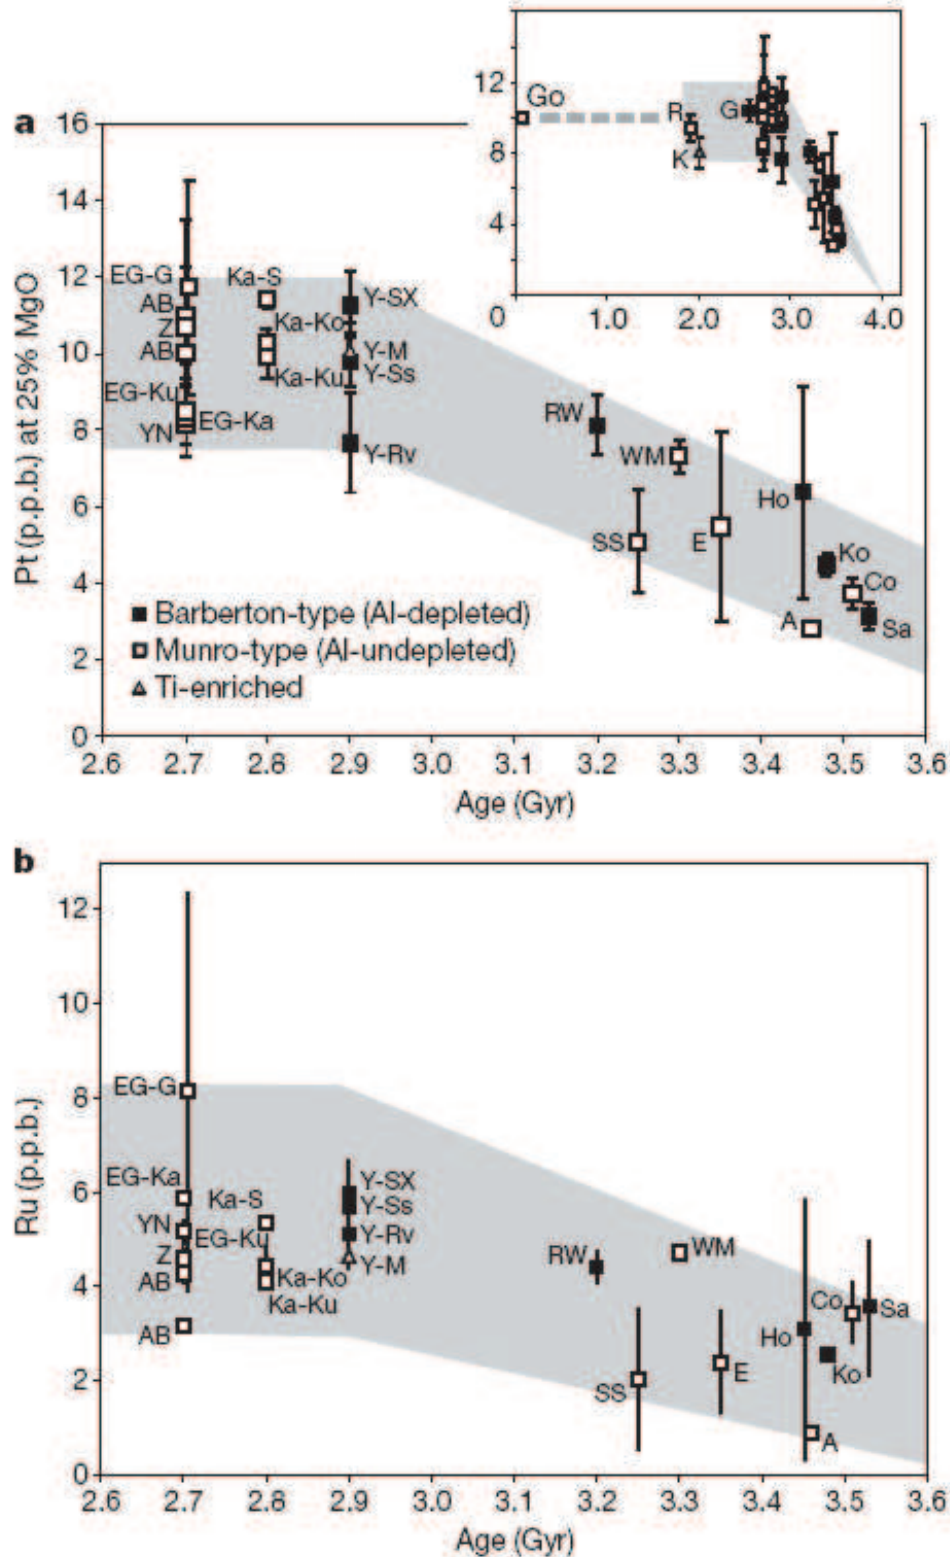 a
Pt (p.p.b.) at 25% MgO
16
14
12
10
8
6
4
2
0
EG-G
AB
Z
AB
EG-Ku
EG-Ka
YN
Ka-S
Ka-Ko
Ka-Ku
Y-SX
Y-M
Y-Ss
Y-Rv
RW
WM
SS
E
Ho
Ko
Co
A
Sa
Barberton-type (Al-depleted)
Munro-type (Al-undepleted)
Ti-enriched
2.6 2.7 2.8 2.9 3.0 3.1 3.2 3.3 3.4 3.5 3.6
Age (Gyr)
12
8
4
Go
R
K
G
0 1.0 2.0 3.0 4.0
b
Ru (p.p.b.)
12
10
8
6
4
2
0
EG-G
EG-Ka
YN
EG-Ku
Z
AB
AB
Ka-S
Ka-Ko
Ka-Ku
Y-SX
Y-Ss
Y-Rv
Y-M
RW
WM
SS
E
Ho
Co
Sa
Ko
A
2.6 2.7 2.8 2.9 3.0 3.1 3.2 3.3 3.4 3.5 3.6
Age (Gyr)